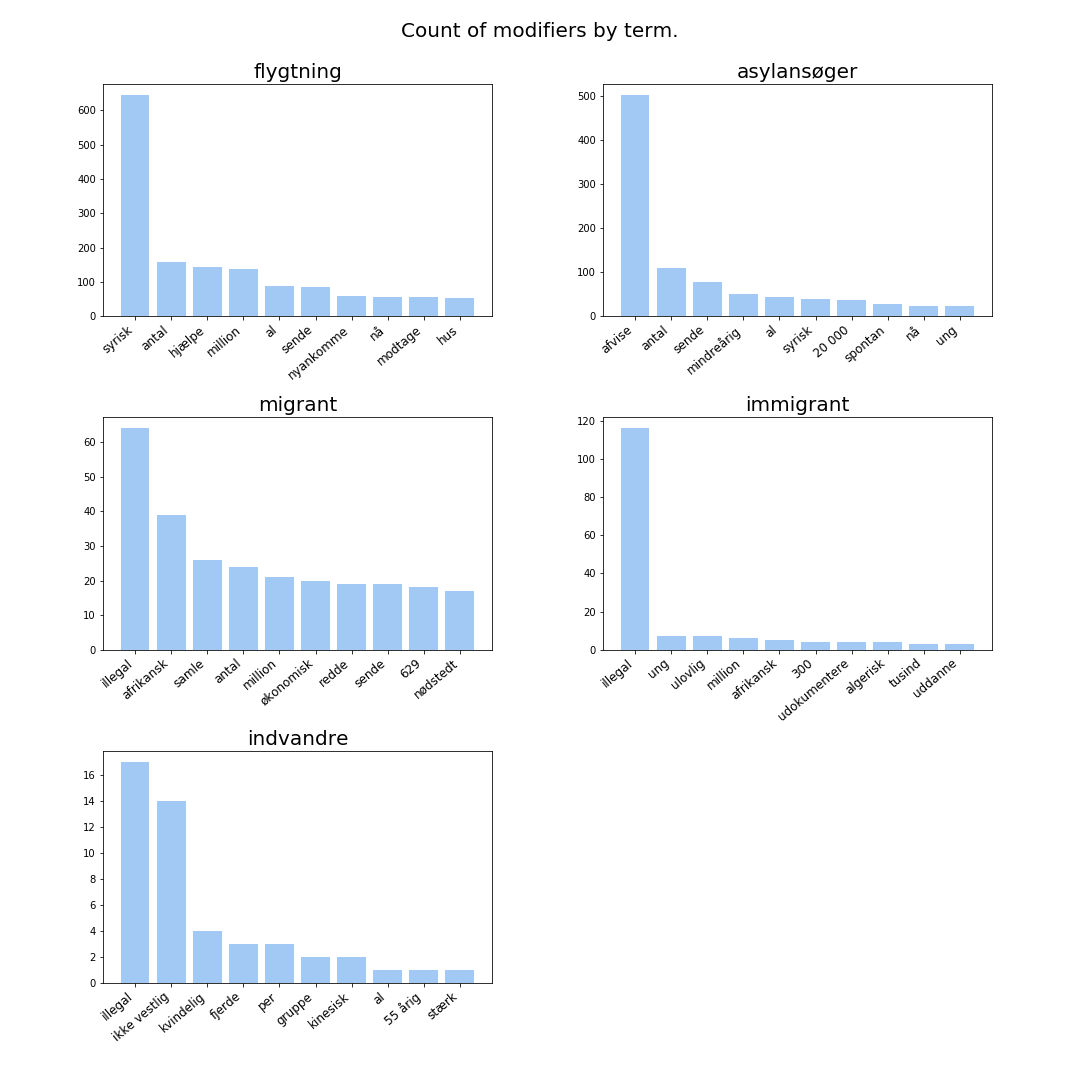 Count of modifiers by term.
flygtning
600
500
400
300
200
100
0
syrisk
antal
hjælpe
million
al
sende
nyankomme
nå
modtage
hus
asylansøger
500
400
300
200
100
0
afvise
antal
sende
mindreårig
al
syrisk
20 000
spontan
nå
ung
migrant
60
50
40
30
20
10
0
illegal
afrikansk
samle
antal
million
økonomisk
redde
sende
629
nødstedt
immigrant
120
100
80
60
40
20
0
illegal
ung
ulovlig
million
afrikansk
300
udokumentere
algerisk
tusind
uddanne
indvandre
16
14
12
10
8
6
4
2
0
illegal
ikke vestlig
kvindelig
fjerde
per
gruppe
kinesisk
al
55 årig
stærk